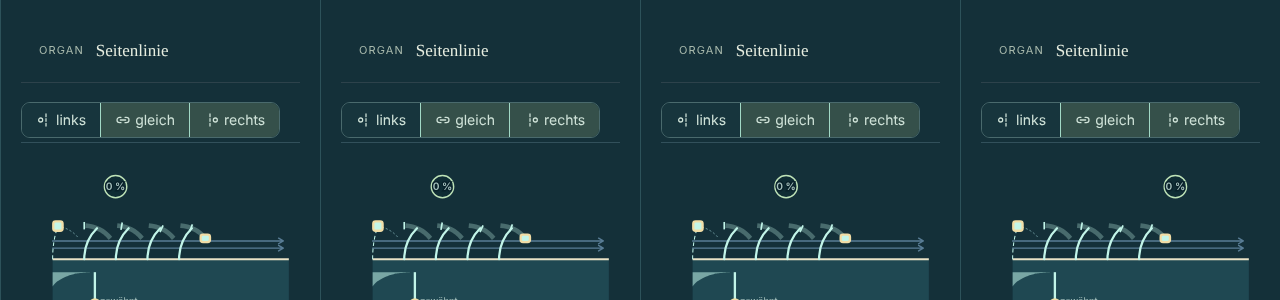 ORGAN Seitenlinie ORGAN Seitenlinie ORGAN Seitenlinie ORGAN Seitenlinie
links gleich rechts links gleich rechts links gleich rechts links gleich rechts
0 % 0 % 0 % 0 %